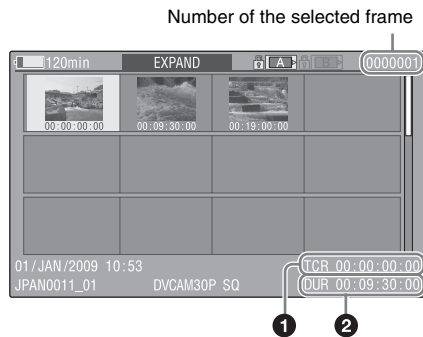 Number of the selected frame
120min EXPAND A B 0000001
00:00:00:00 00:09:30:00 00:19:00:00
01/JAN/2009 10:53 TCR 00:00:00:00
JPAN0011_01 DVCAM30P SQ DUR 00:09:30:00
1 2